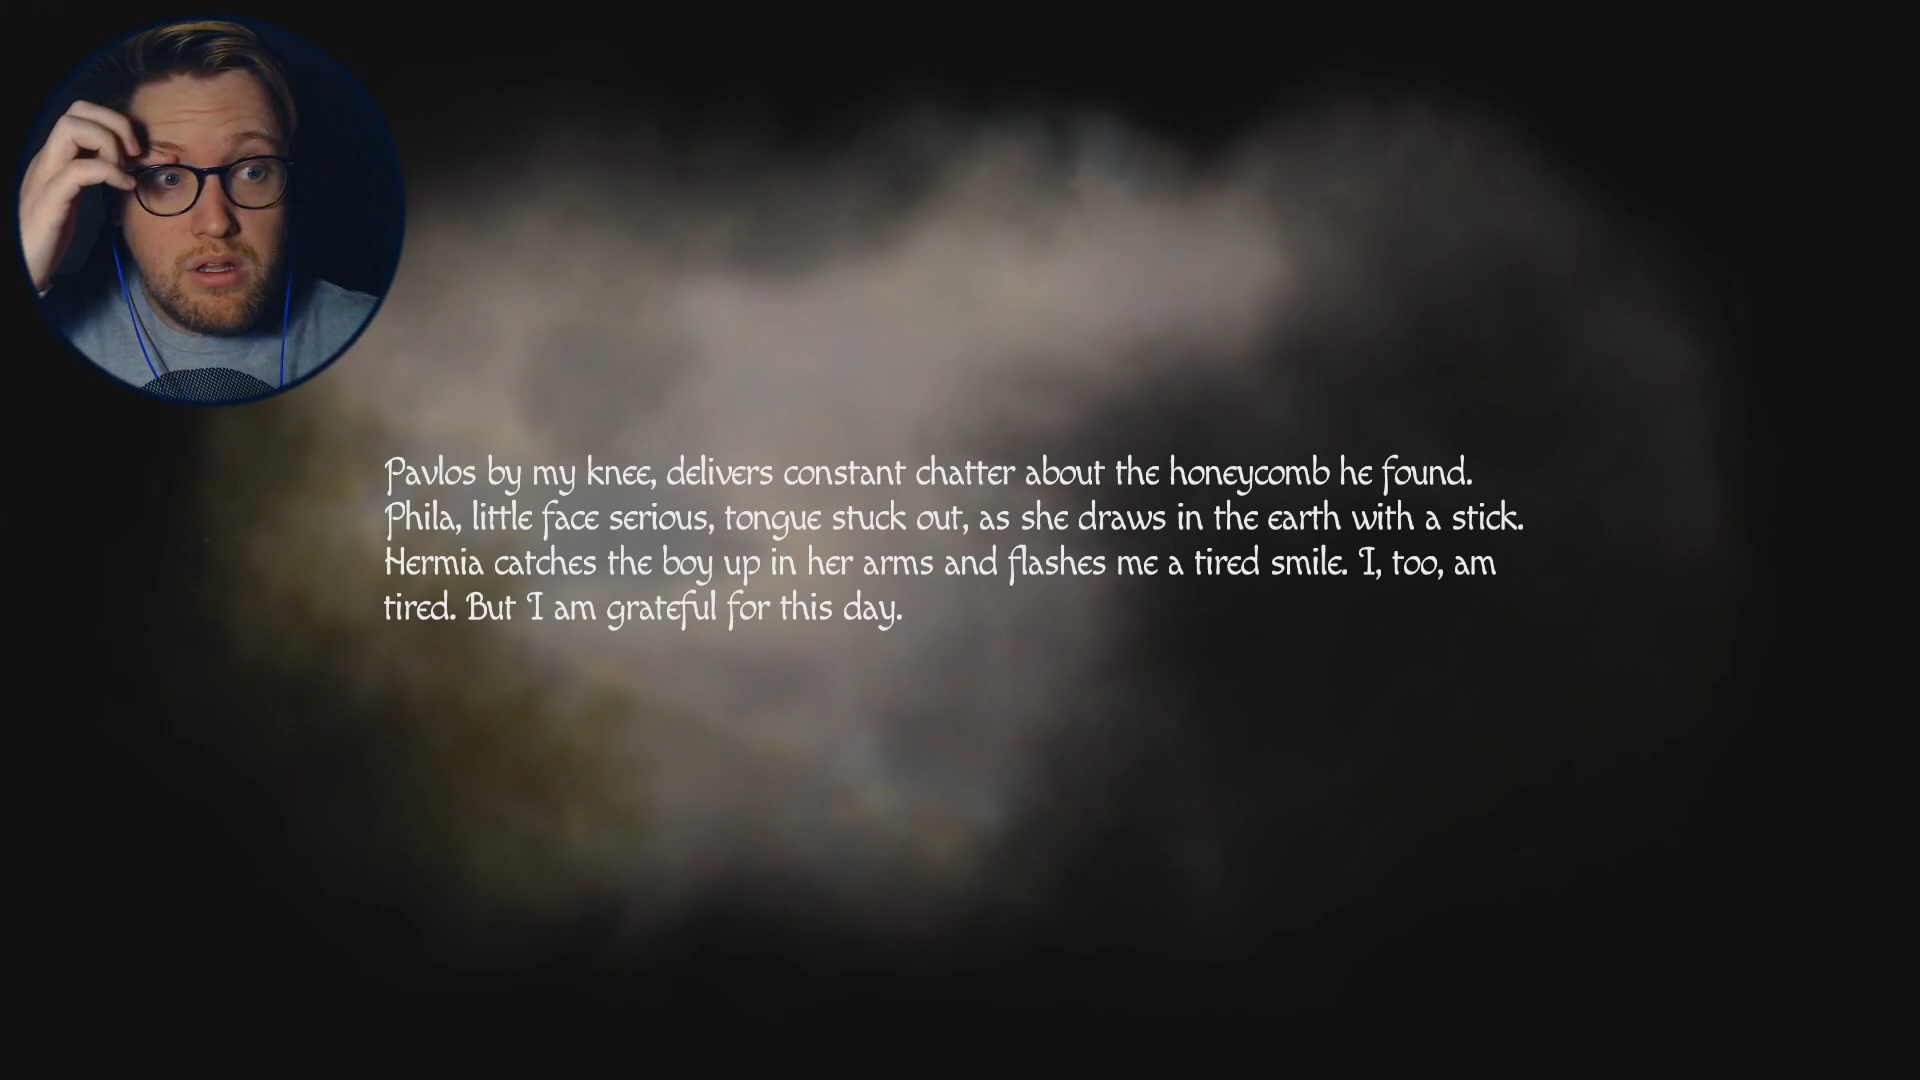 Pavlos by my knee, delivers constant chatter about the honeycomb he found.
Phila, little face serious, tongue stuck out, as she draws in the earth with a stick.
Hermia catches the boy up in her arms and flashes me a tired smile. I, too, am
tired. But I am grateful for this day.